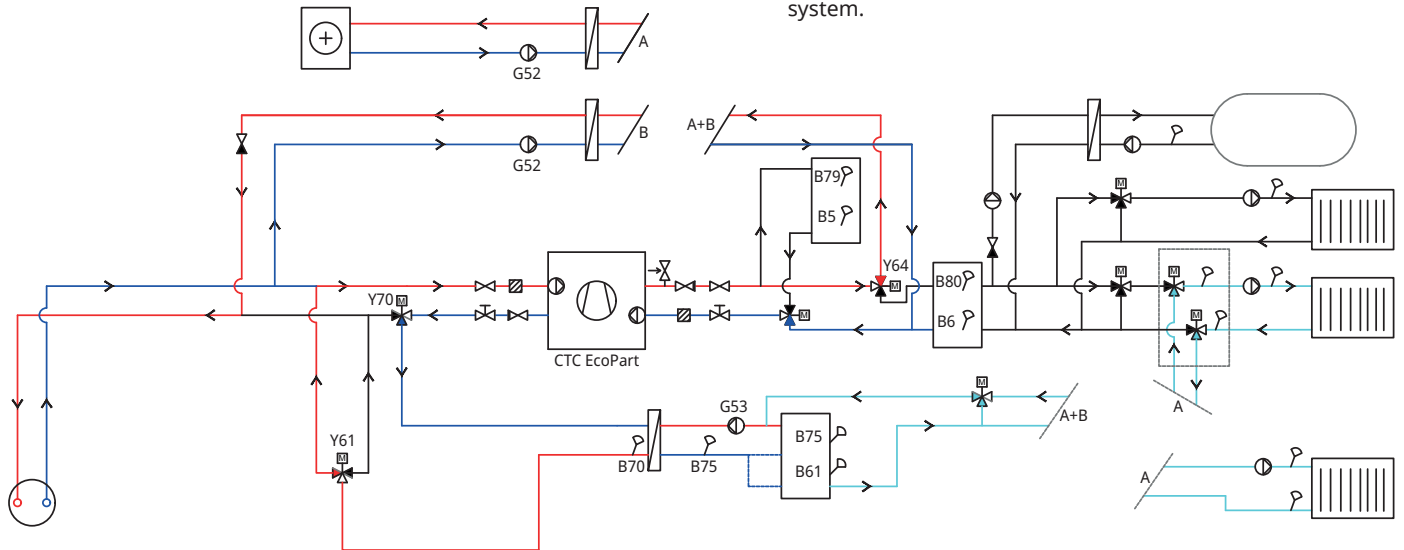 system.
A
G52
B
G52
A+B
B79
B5
Y64
M
M
M
B80
B6
M
M
M
Y70
M
CTC EcoPart
A
Y61
M
B70
B75
G53
B75
B61
M
A+B
A